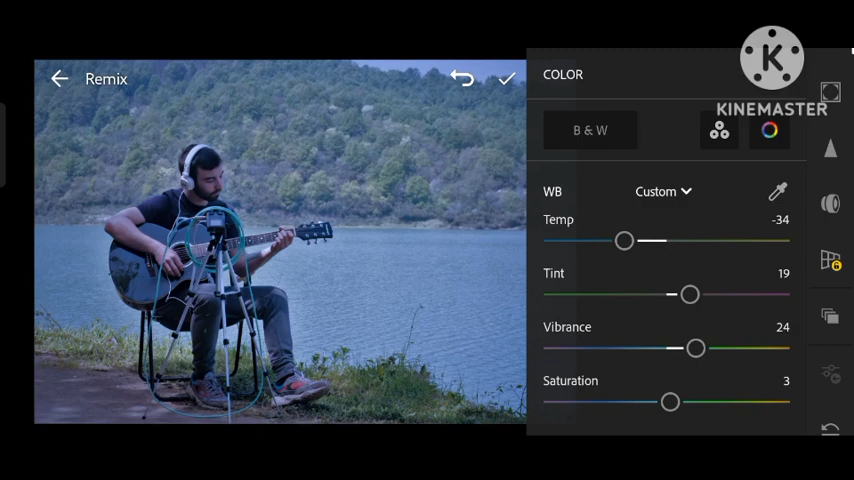 Remix
COLOR
K
KINEMASTER
B & W
WB
Custom
Temp
-34
Tint
19
Vibrance
24
Saturation
3